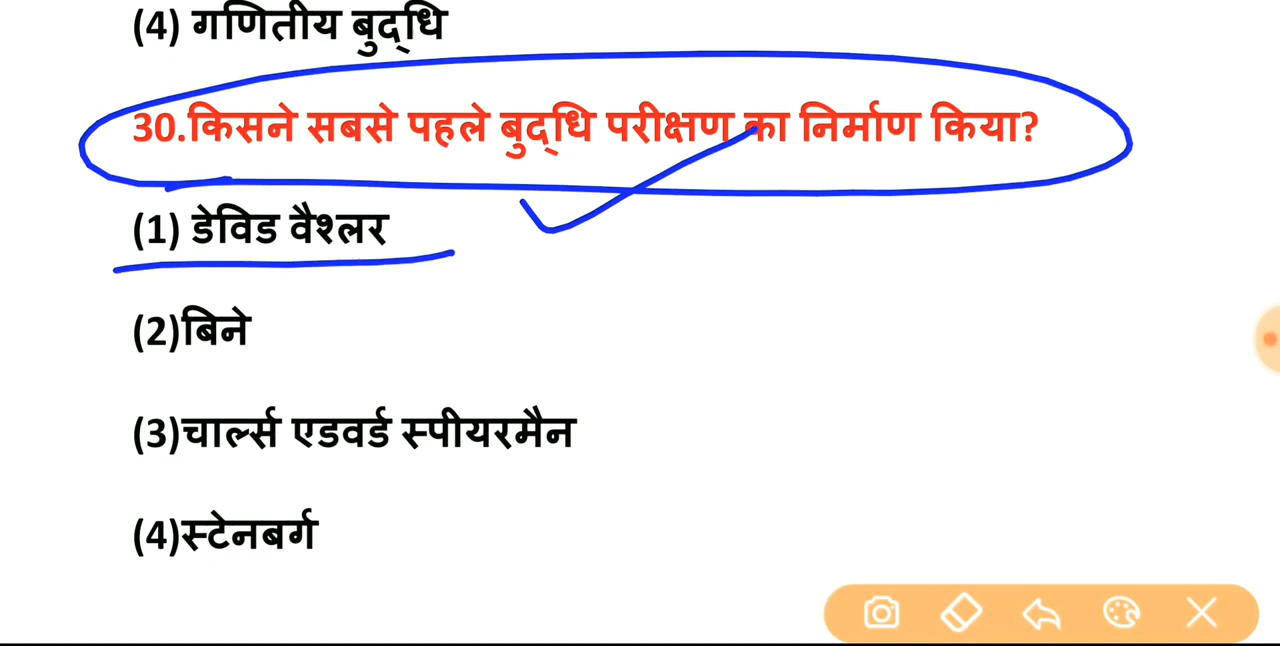 (4) गणितीय बुद्धि
30.किसने सबसे पहले बुद्धि परीक्षण का निर्माण किया?
(1) डेविड वैश्लर
(2)बिने
(3)चार्ल्स एडवर्ड स्पीयरमैन
(4)स्टेनबर्ग